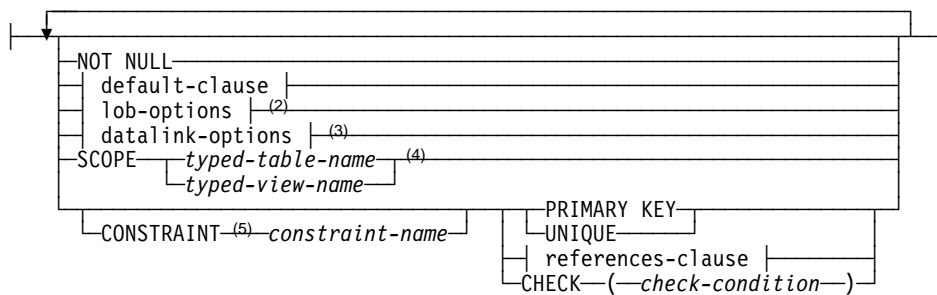 NOT NULL
default-clause
lob-options (2)
datalink-options (3)
SCOPE typed-table-name (4)
typed-view-name
PRIMARY KEY
CONSTRAINT (5) constraint-name UNIQUE
references-clause
CHECK ( check-condition )